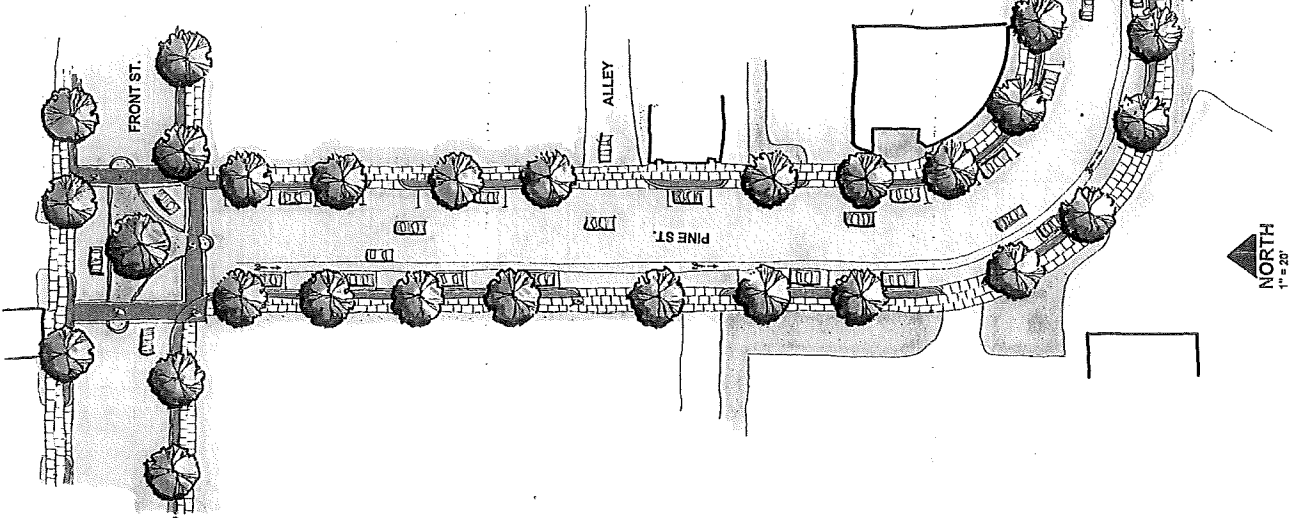 FRONT ST.
ALLEY
PINE ST.
NORTH
1" = 20'